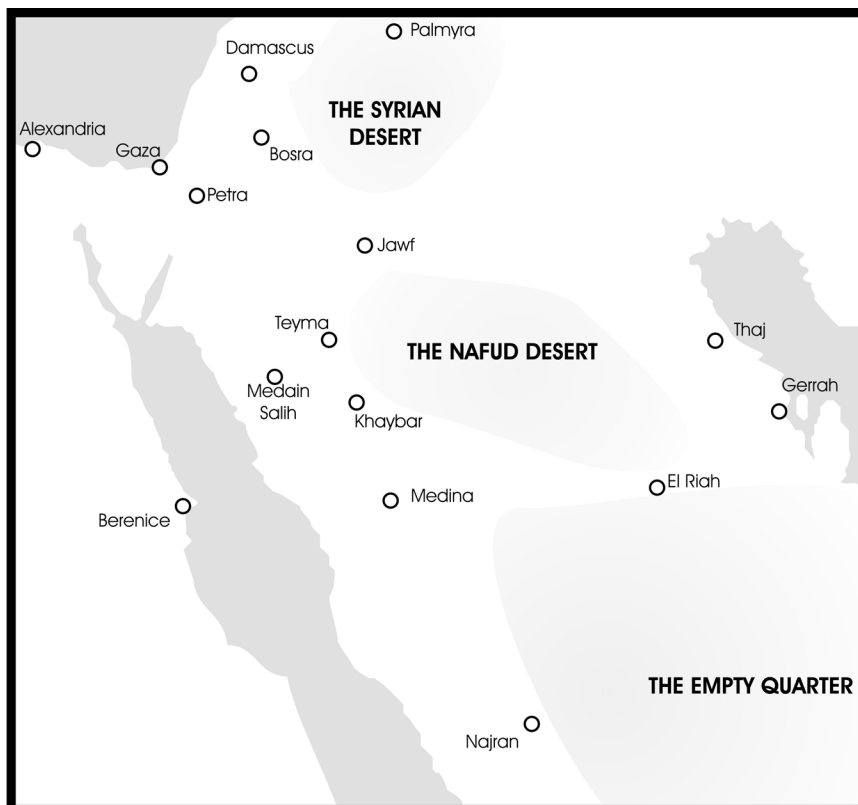 Palmyra
Damascus
THE SYRIAN
DESERT
Alexandria
Gaza
Bosra
Petra
Jawf
Teyma
Thaj
THE NAFUD DESERT
Medain
Salih
Gerrah
Khaybar
El Riah
Medina
Berenice
THE EMPTY QUARTER
Najran